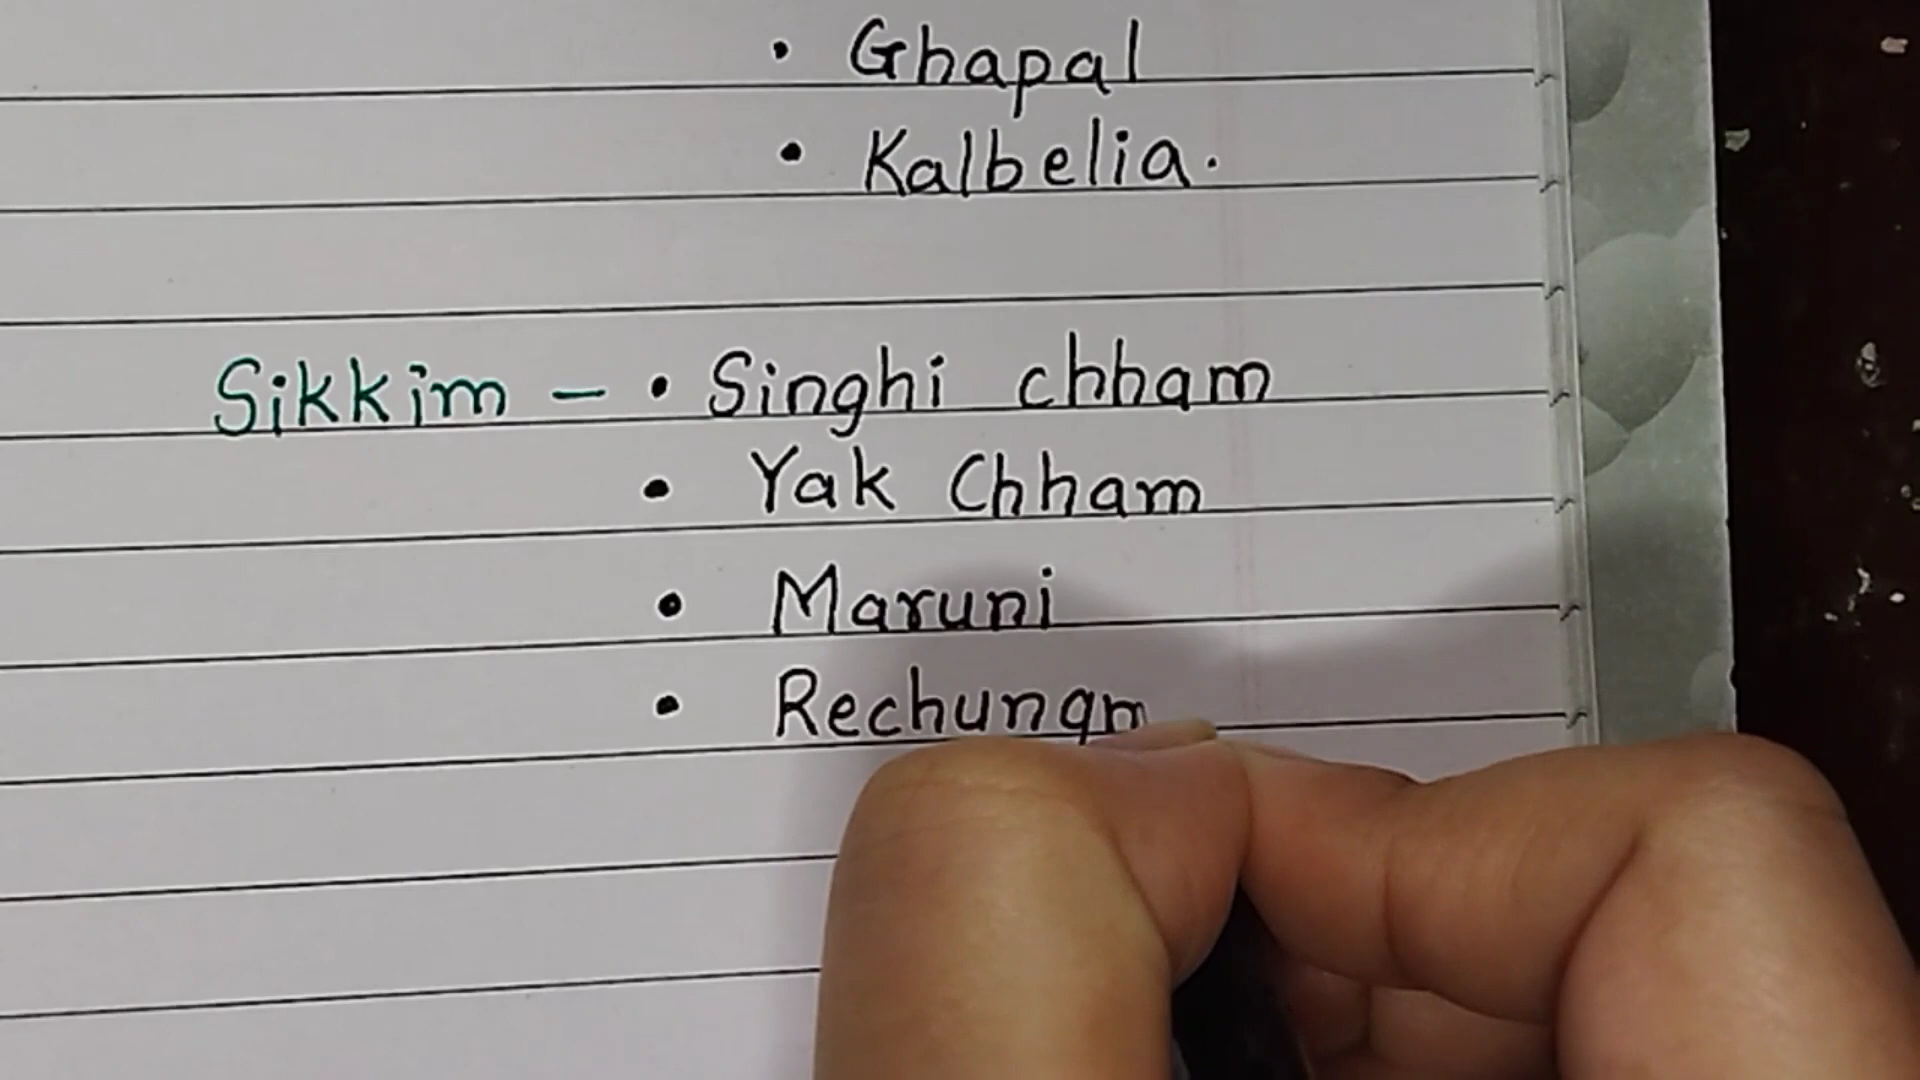 • Ghapal
• Kalbelia.
Sikkim - • Singhi chham
• Yak Chham
• Maruni
• Rechungm